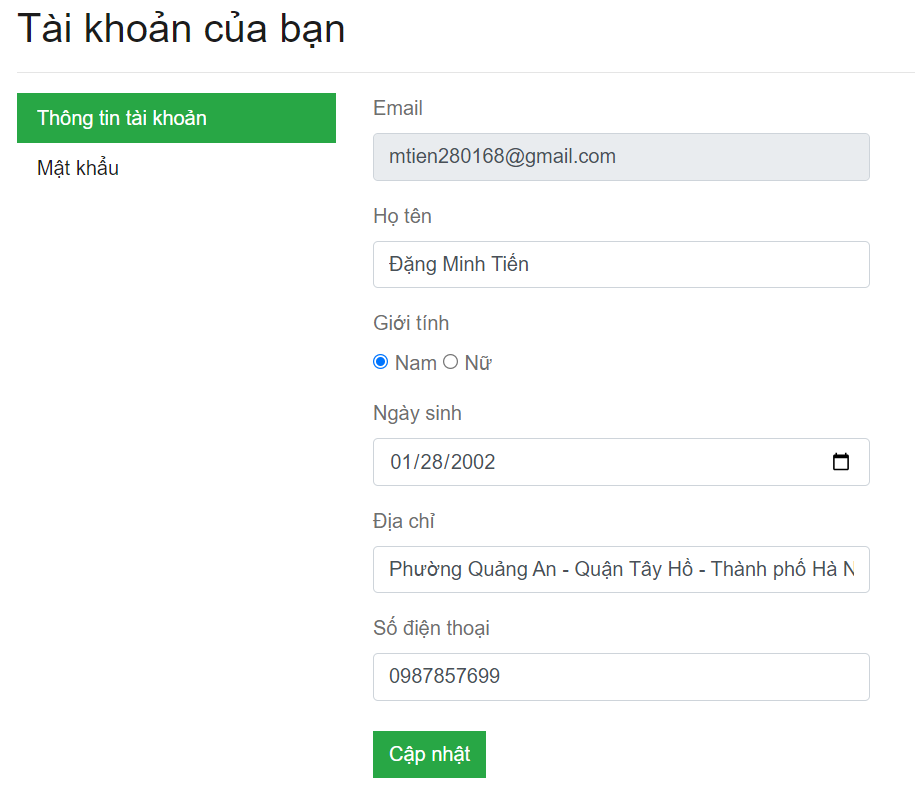 Tài khoản của bạn
Thông tin tài khoản
Mật khẩu
Email
mtien280168@gmail.com
Họ tên
Đặng Minh Tiến
Giới tính
Nam Nữ
Ngày sinh
01/28/2002
Địa chỉ
Phường Quảng An - Quận Tây Hồ - Thành phố Hà N
Số điện thoại
0987857699
Cập nhật